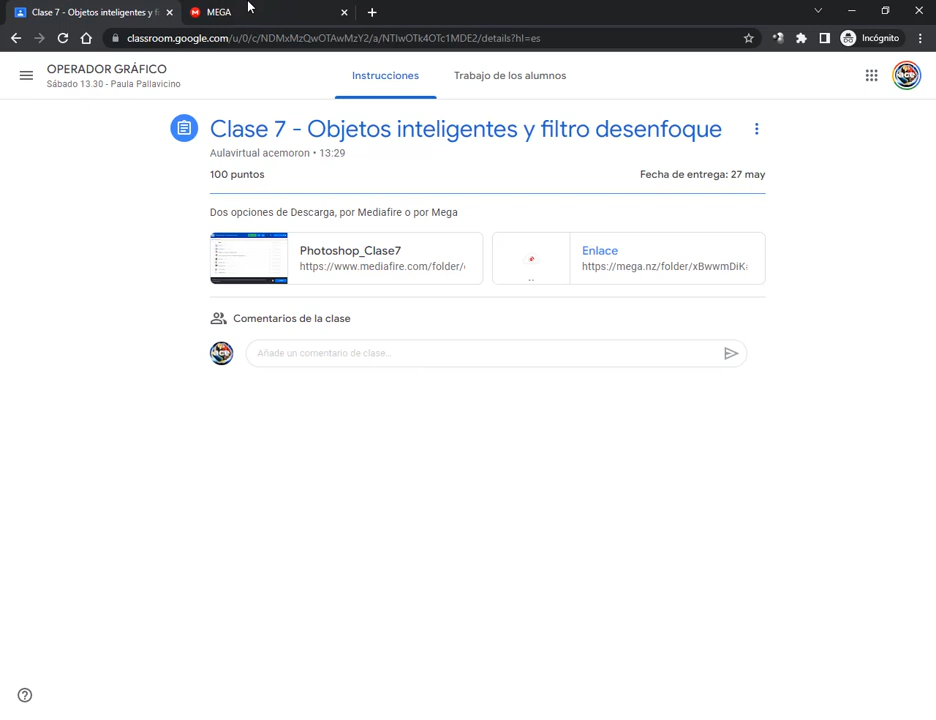 Clase 7 - Objetos inteligentes y fi
MEGA
classroom.google.com/u/0/c/NDMxMzQwOTAwMzY2/a/NTIwOTk4OTc1MDE2/details?hl=es
Incógnito
OPERADOR GRÁFICO
Sábado 13.30 - Paula Pallavicino
Instrucciones
Trabajo de los alumnos
Clase 7 - Objetos inteligentes y filtro desenfoque
Aulavirtual acemoron • 13:29
100 puntos
Fecha de entrega: 27 may
Dos opciones de Descarga, por Mediafire o por Mega
Photoshop_Clase7
https://www.mediafire.com/folder/
Enlace
https://mega.nz/folder/xBwwmDiK
Comentarios de la clase
Añade un comentario de clase...